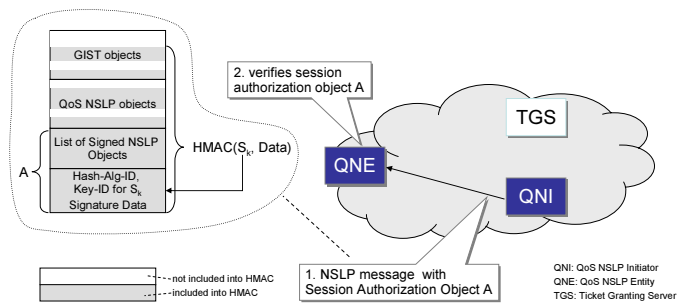 GIST objects
QoS NSLP objects
List of Signed NSLP
Objects
Hash-Alg-ID,
Key-ID for Sk
Signature Data
A
HMAC(Sk, Data)
not included into HMAC
included into HMAC
2. verifies session
authorization object A
TGS
QNE
QNI
1. NSLP message with
Session Authorization Object A
QNI: QoS NSLP Initiator
QNE: QoS NSLP Entity
TGS: Ticket Granting Server